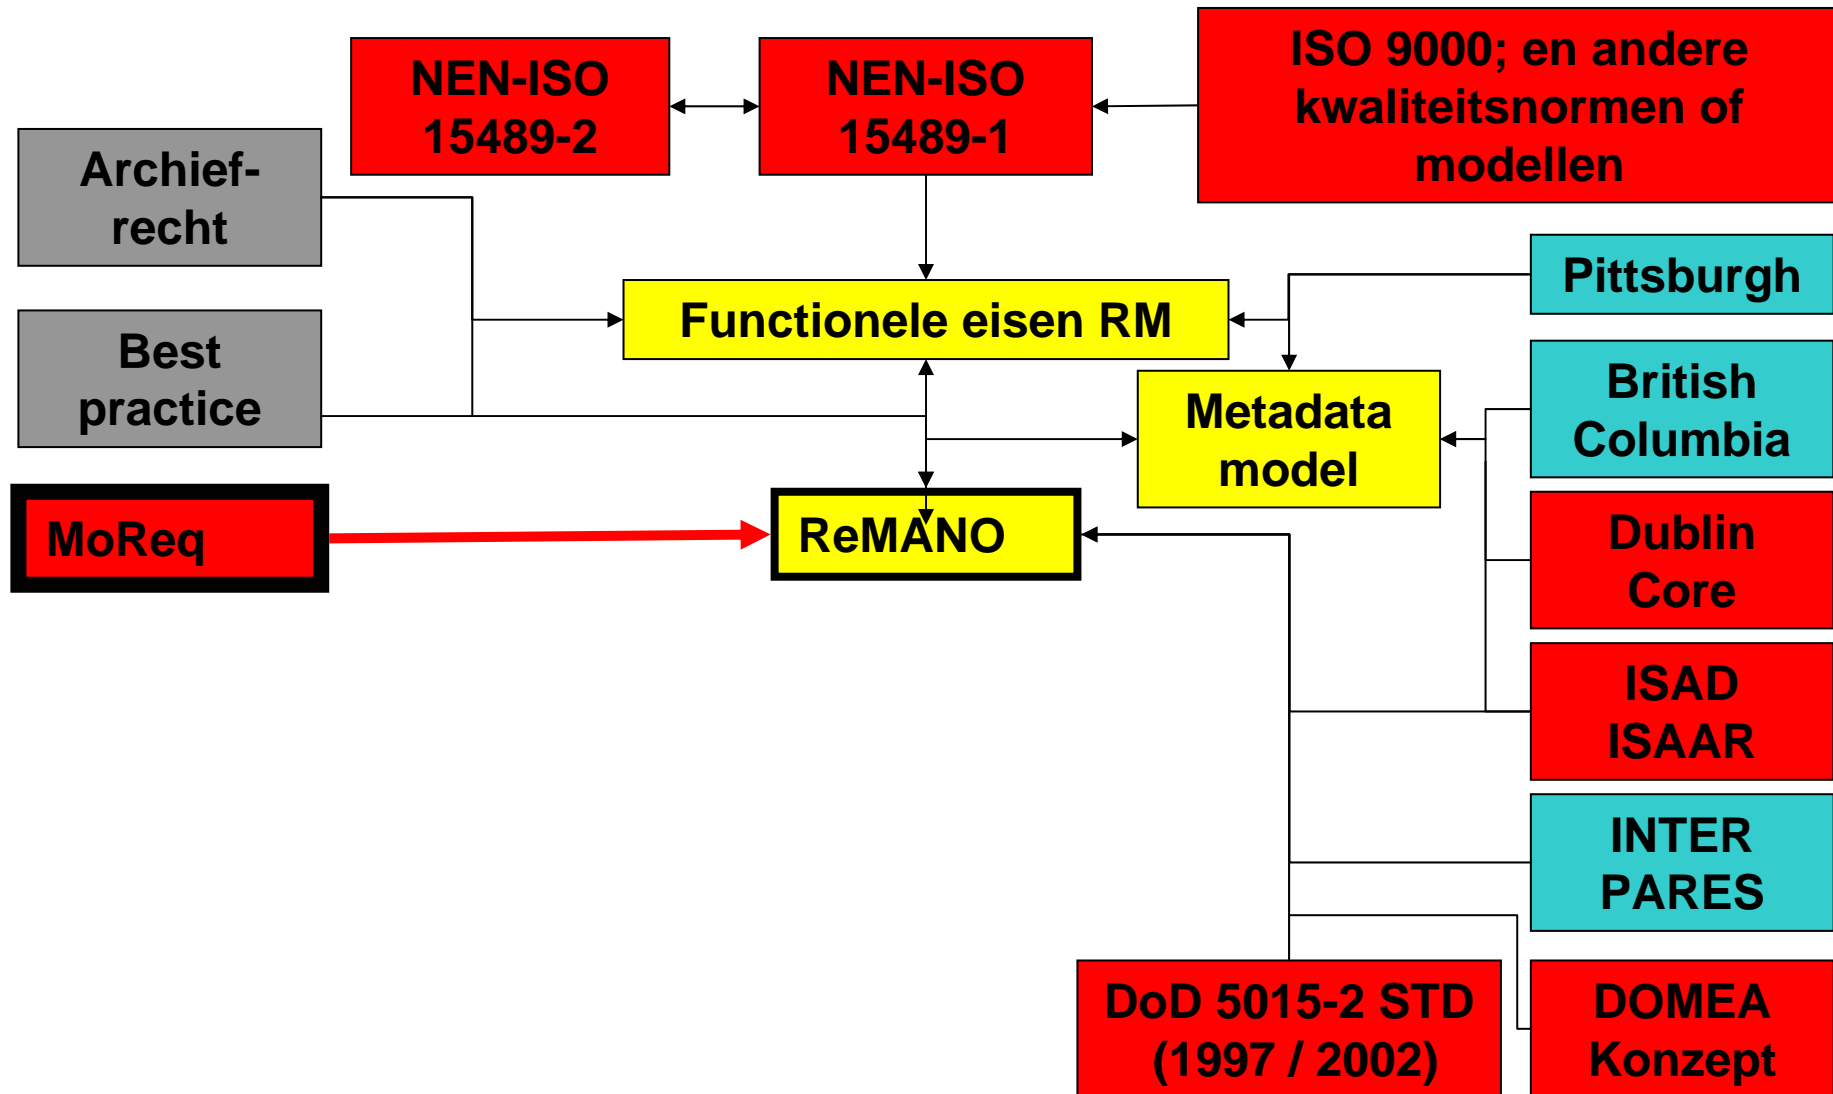 NEN-ISO
15489-2
NEN-ISO
15489-1
ISO 9000; en andere
kwaliteitsnormen of
modellen
Archief-
recht
Best
practice
Functionele eisen RM
Pittsburgh
Metadata
model
British
Columbia
MoReq
ReMANO
Dublin
Core
ISAD
ISAAR
INTER
PARES
DoD 5015-2 STD
(1997 / 2002)
DOMEA
Konzept